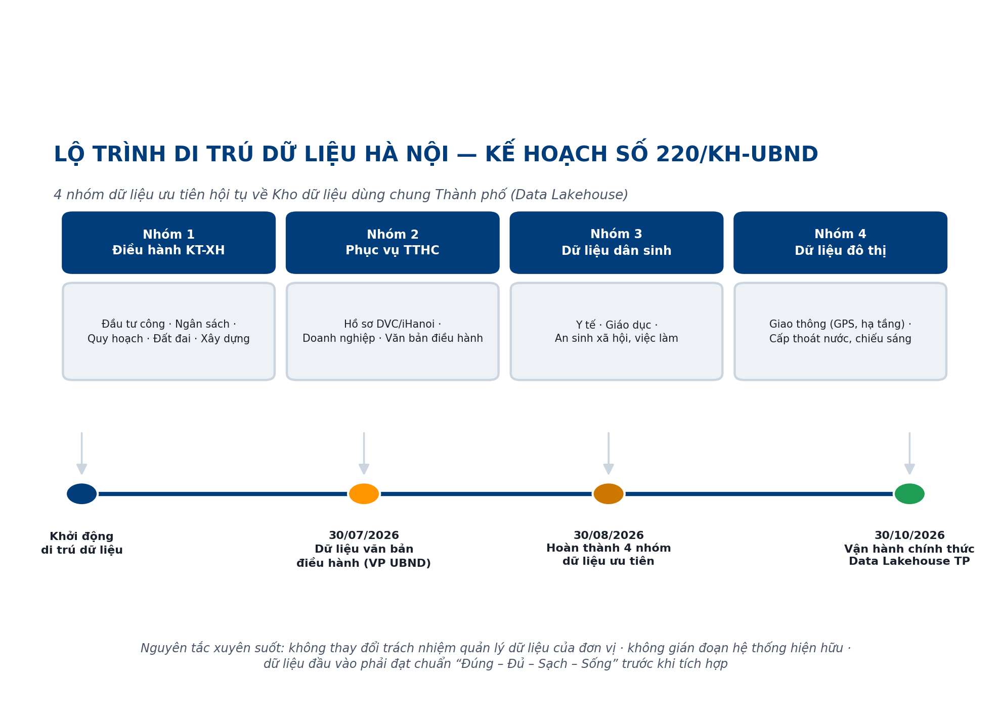 LỘ TRÌNH DI TRÚ DỮ LIỆU HÀ NỘI — KẾ HOẠCH SỐ 220/KH-UBND
4 nhóm dữ liệu ưu tiên hội tụ về Kho dữ liệu dùng chung Thành phố (Data Lakehouse)
Nhóm 1
Điều hành KT-XH
Đầu tư công · Ngân sách ·
Quy hoạch · Đất đai · Xây dựng
Nhóm 2
Phục vụ TTHC
Hồ sơ DVC/iHanoi ·
Doanh nghiệp · Văn bản điều hành
Nhóm 3
Dữ liệu dân sinh
Y tế · Giáo dục ·
An sinh xã hội, việc làm
Nhóm 4
Dữ liệu đô thị
Giao thông (GPS, hạ tầng) ·
Cấp thoát nước, chiếu sáng
Khởi động
di trú dữ liệu
30/07/2026
Dữ liệu văn bản
điều hành (VP UBND)
30/08/2026
Hoàn thành 4 nhóm
dữ liệu ưu tiên
30/10/2026
Vận hành chính thức
Data Lakehouse TP
Nguyên tắc xuyên suốt: không thay đổi trách nhiệm quản lý dữ liệu của đơn vị · không gián đoạn hệ thống hiện hữu ·
dữ liệu đầu vào phải đạt chuẩn “Đúng – Đủ – Sạch – Sống” trước khi tích hợp